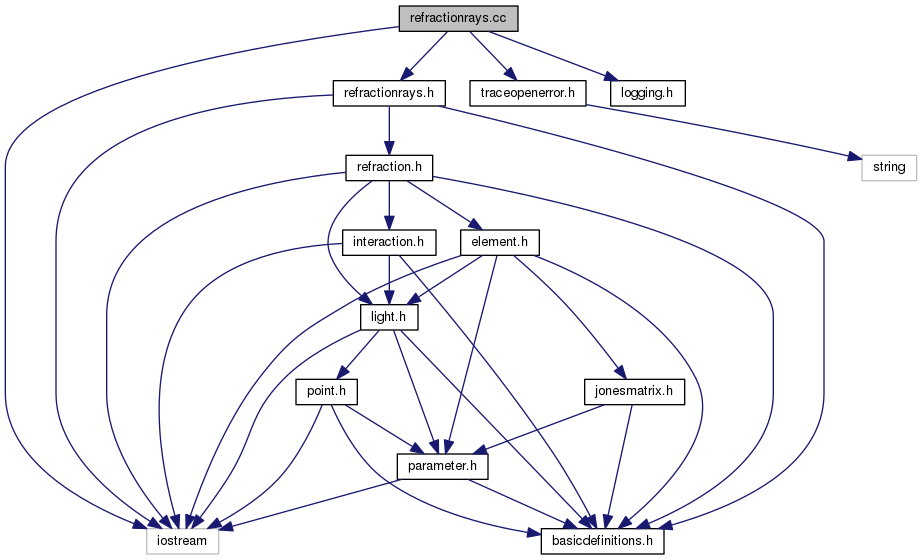 refractionrays.cc
refractionrays.h
traceopenerror.h
logging.h
refraction.h
string
interaction.h
element.h
light.h
point.h
jonesmatrix.h
parameter.h
iostream
basicdefinitions.h